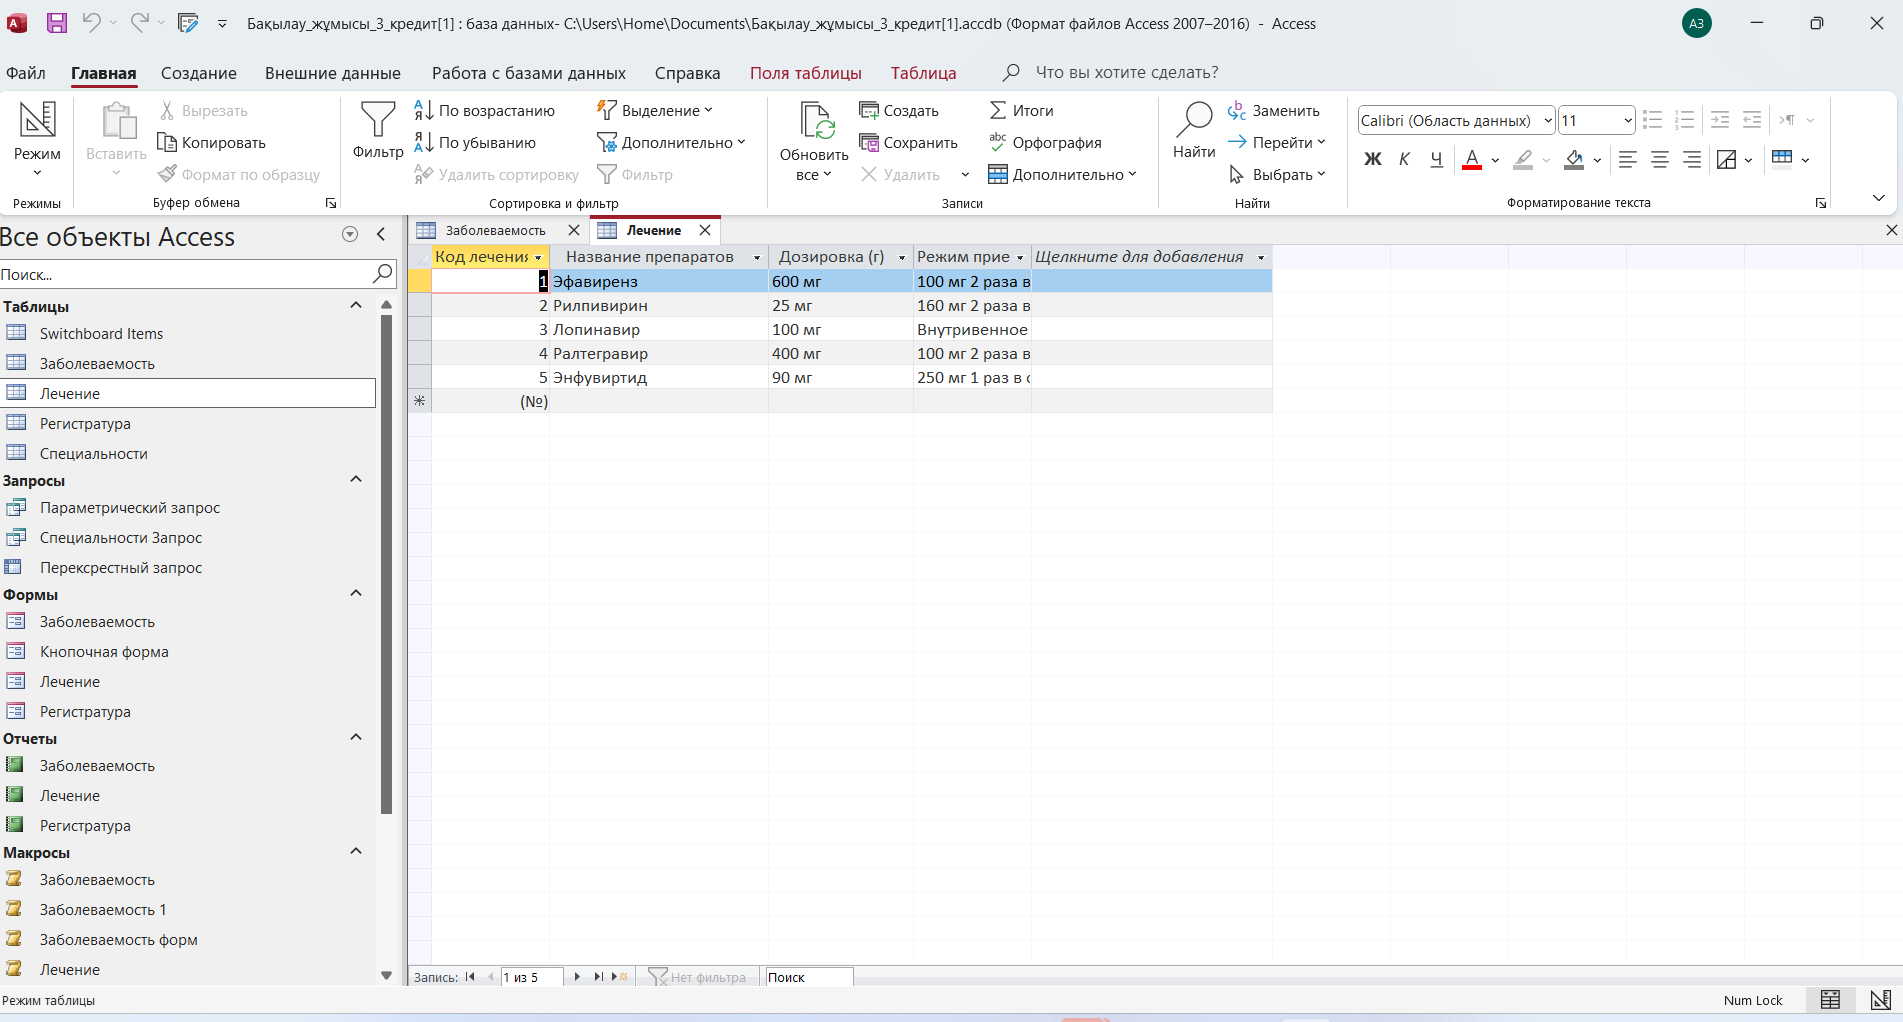 Бақылау_жұмысы_3_кредит[1] : база данных- C:\Users\Home\Documents\Бақылау_жұмысы_3_кредит[1].accdb (Формат файлов Access 2007–2016) - Access
АЗ
Файл Главная Создание Внешние данные Работа с базами данных Справка Поля таблицы Таблица Что вы хотите сделать?
Режим
Режимы
Вставить
Вырезать
Копировать
Формат по образцу
Буфер обмена
Фильтр
По возрастанию
По убыванию
Удалить сортировку
Выделение
Дополнительно
Фильтр
Сортировка и фильтр
Обновить
все
Создать
Сохранить
Удалить
Итоги
Орфография
Дополнительно
Записи
Найти
Заменить
Перейти
Выбрать
Найти
Calibri (Область данных) 11
Ж К Ч А
Форматирование текста
Все объекты Access
Поиск...
Таблицы
Switchboard Items
Заболеваемость
Лечение
Регистратура
Специальности
Запросы
Параметрический запрос
Специальности Запрос
Перексрестный запрос
Формы
Заболеваемость
Кнопочная форма
Лечение
Регистратура
Отчеты
Заболеваемость
Лечение
Регистратура
Макросы
Заболеваемость
Заболеваемость 1
Заболеваемость форм
Лечение
Заболеваемость Лечение
Код лечения Название препаратов Дозировка (г) Режим прие Щелкните для добавления
1 Эфавиренз 600 мг 100 мг 2 раза в
2 Рилпивирин 25 мг 160 мг 2 раза в
3 Лопинавир 100 мг Внутривенное
4 Ралтегравир 400 мг 100 мг 2 раза в
5 Энфувиртид 90 мг 250 мг 1 раз в с
(№)
Запись: 1 из 5 Нет фильтра Поиск
Режим таблицы Num Lock